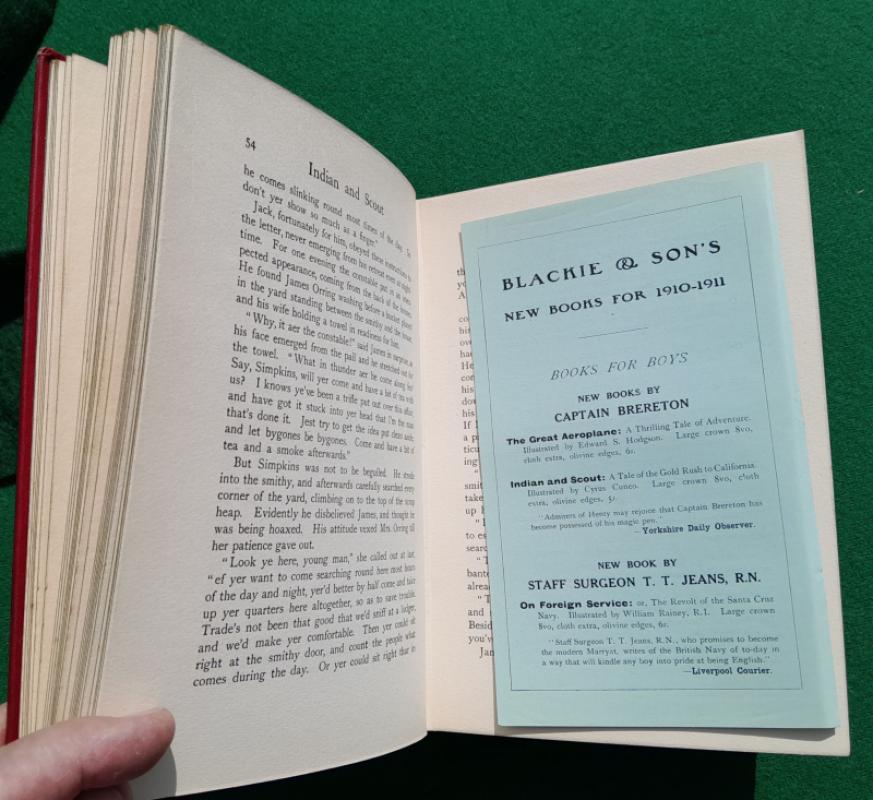 54
Indian and Scout
he comes slinking round most times of the day. So
don't yer show so much as a finger."
Jack, fortunately for him, obeyed these instructions to
the letter, never emerging from his retreat even at night
time. For one evening the constable put in an unex-
pected appearance, coming from the back of the houses.
He found James Orring washing before a bucket placed
in the yard standing between the smithy and the house,
and his wife holding a towel in readiness for him.
"Why, it aer the constable!" said James in surprise, as
his face emerged from the pail and he stretched out for
the towel. "What in thunder aer he come along fer?
Say, Simpkins, will yer come and have a bit of tea with
us? I knows ye've been a trifle put out over this affair,
and have got it stuck into yer head that I'm the man
that's done it. Jest try to get the idea put clean aside,
and let bygones be bygones. Come and have a bit of
tea and a smoke afterwards."
But Simpkins was not to be beguiled. He strode
into the smithy, and afterwards carefully searched every
corner of the yard, climbing on to the top of the scrap
heap. Evidently he disbelieved James, and thought he
was being hoaxed. His attitude vexed Mrs. Orring till
her patience gave out.
"Look ye here, young man," she called out at last,
"ef yer want to come searching round here most hours
of the day and night, yer'd better by half come and take
up yer quarters here altogether, so as to save trouble.
Trade's not been that good that we'd sniff at a lodger,
and we'd make yer comfortable. Then yer could sit
right at the smithy door, and count the people what
comes during the day. Or yer could sit right thar in
BLACKIE & SON'S
NEW BOOKS FOR 1910-1911
BOOKS FOR BOYS
NEW BOOKS BY
CAPTAIN BRERETON
The Great Aeroplane: A Thrilling Tale of Adventure.
Illustrated by Edward S. Hodgson. Large crown 8vo,
cloth extra, olivine edges, 6s.
Indian and Scout: A Tale of the Gold Rush to California.
Illustrated by Cyrus Cuneo. Large crown 8vo, cloth
extra, olivine edges, 5s.
"Admirers of Henty may rejoice that Captain Brereton has
become possessed of his magic pen."
—Yorkshire Daily Observer.
NEW BOOK BY
STAFF SURGEON T. T. JEANS, R.N.
On Foreign Service: or, The Revolt of the Santa Cruz
Navy. Illustrated by William Rainey, R.I. Large crown
8vo, cloth extra, olivine edges, 6s.
"Staff Surgeon T. T. Jeans, R.N., who promises to become
the modern Marryat, writes of the British Navy of to-day in
a way that will kindle any boy into pride at being English."
—Liverpool Courier.